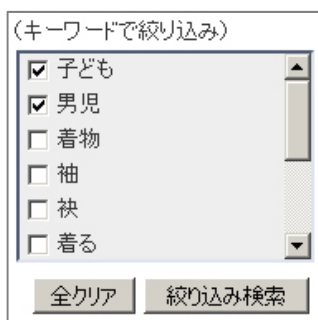 (キーワードで絞り込み)
子ども
男児
着物
袖
袂
着る
全クリア 絞り込み検索